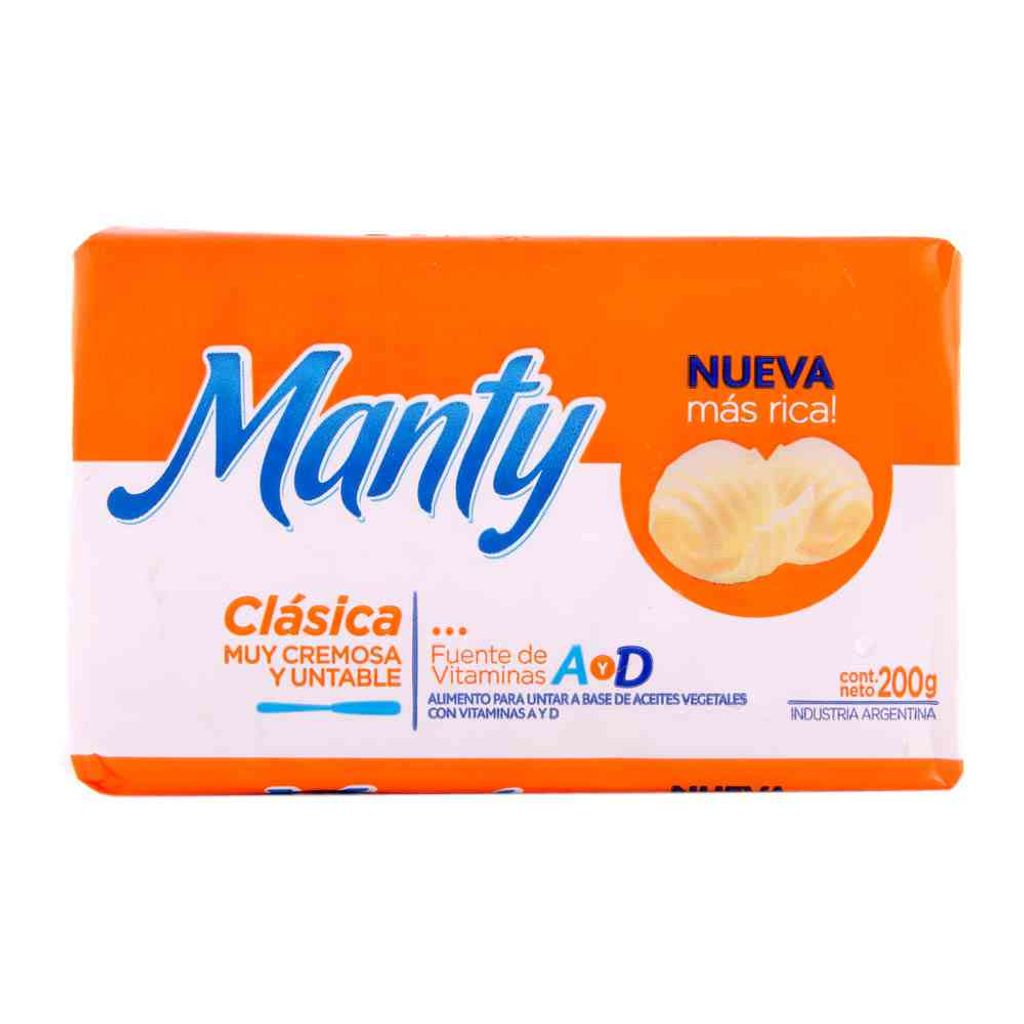 Manty
NUEVA
más rica!
Clásica
MUY CREMOSA
Y UNTABLE
...
Fuente de
Vitaminas A y D
ALIMENTO PARA UNTAR A BASE DE ACEITES VEGETALES
CON VITAMINAS A Y D
cont.
neto 200g
INDUSTRIA ARGENTINA